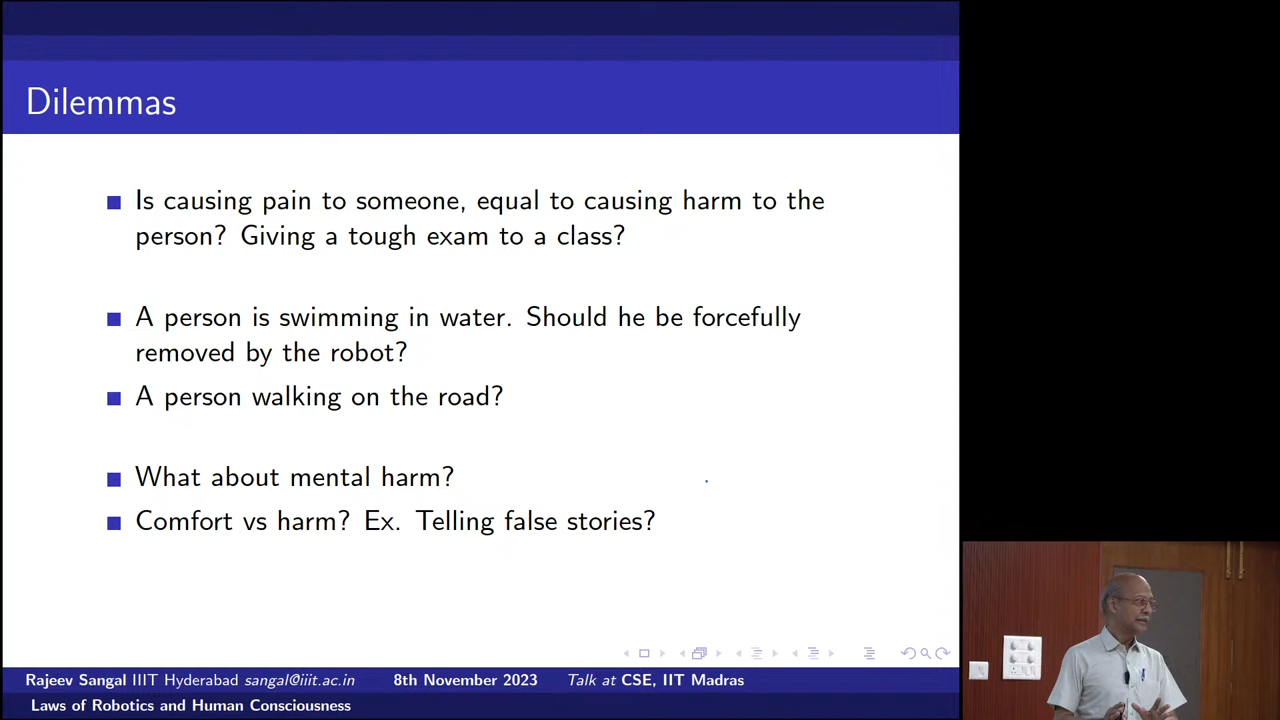 Dilemmas
Is causing pain to someone, equal to causing harm to the
person? Giving a tough exam to a class?
A person is swimming in water. Should he be forcefully
removed by the robot?
A person walking on the road?
What about mental harm?
Comfort vs harm? Ex. Telling false stories?
Rajeev Sangal IIIT Hyderabad sangal@iiit.ac.in 8th November 2023 Talk at CSE, IIT Madras
Laws of Robotics and Human Consciousness